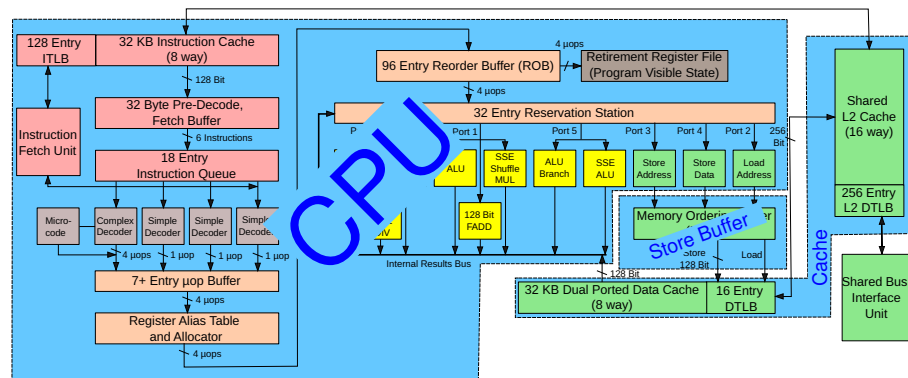 128 Entry
ITLB
32 KB Instruction Cache
(8 way)
128 Bit
32 Byte Pre-Decode,
Fetch Buffer
Instruction
Fetch Unit
6 Instructions
18 Entry
Instruction Queue
Micro-
code
Complex
Decoder
Simple
Decoder
Simple
Decoder
Simple
Decoder
4 µops
1 µop
1 µop
1 µop
7+ Entry µop Buffer
4 µops
Register Alias Table
and Allocator
4 µops
96 Entry Reorder Buffer (ROB)
4 µops
Retirement Register File
(Program Visible State)
4 µops
32 Entry Reservation Station
Port 1
Port 5
Port 3
Port 4
Port 2
256
Bit
ALU
SSE
Shuffle
MUL
ALU
Branch
SSE
ALU
Store
Address
Store
Data
Load
Address
128 Bit
FADD
CPU
Internal Results Bus
Memory Ordering
Store Buffer
Store
128 Bit
Load
128 Bit
32 KB Dual Ported Data Cache
(8 way)
16 Entry
DTLB
Cache
Shared
L2 Cache
(16 way)
256 Entry
L2 DTLB
Shared Bus
Interface
Unit